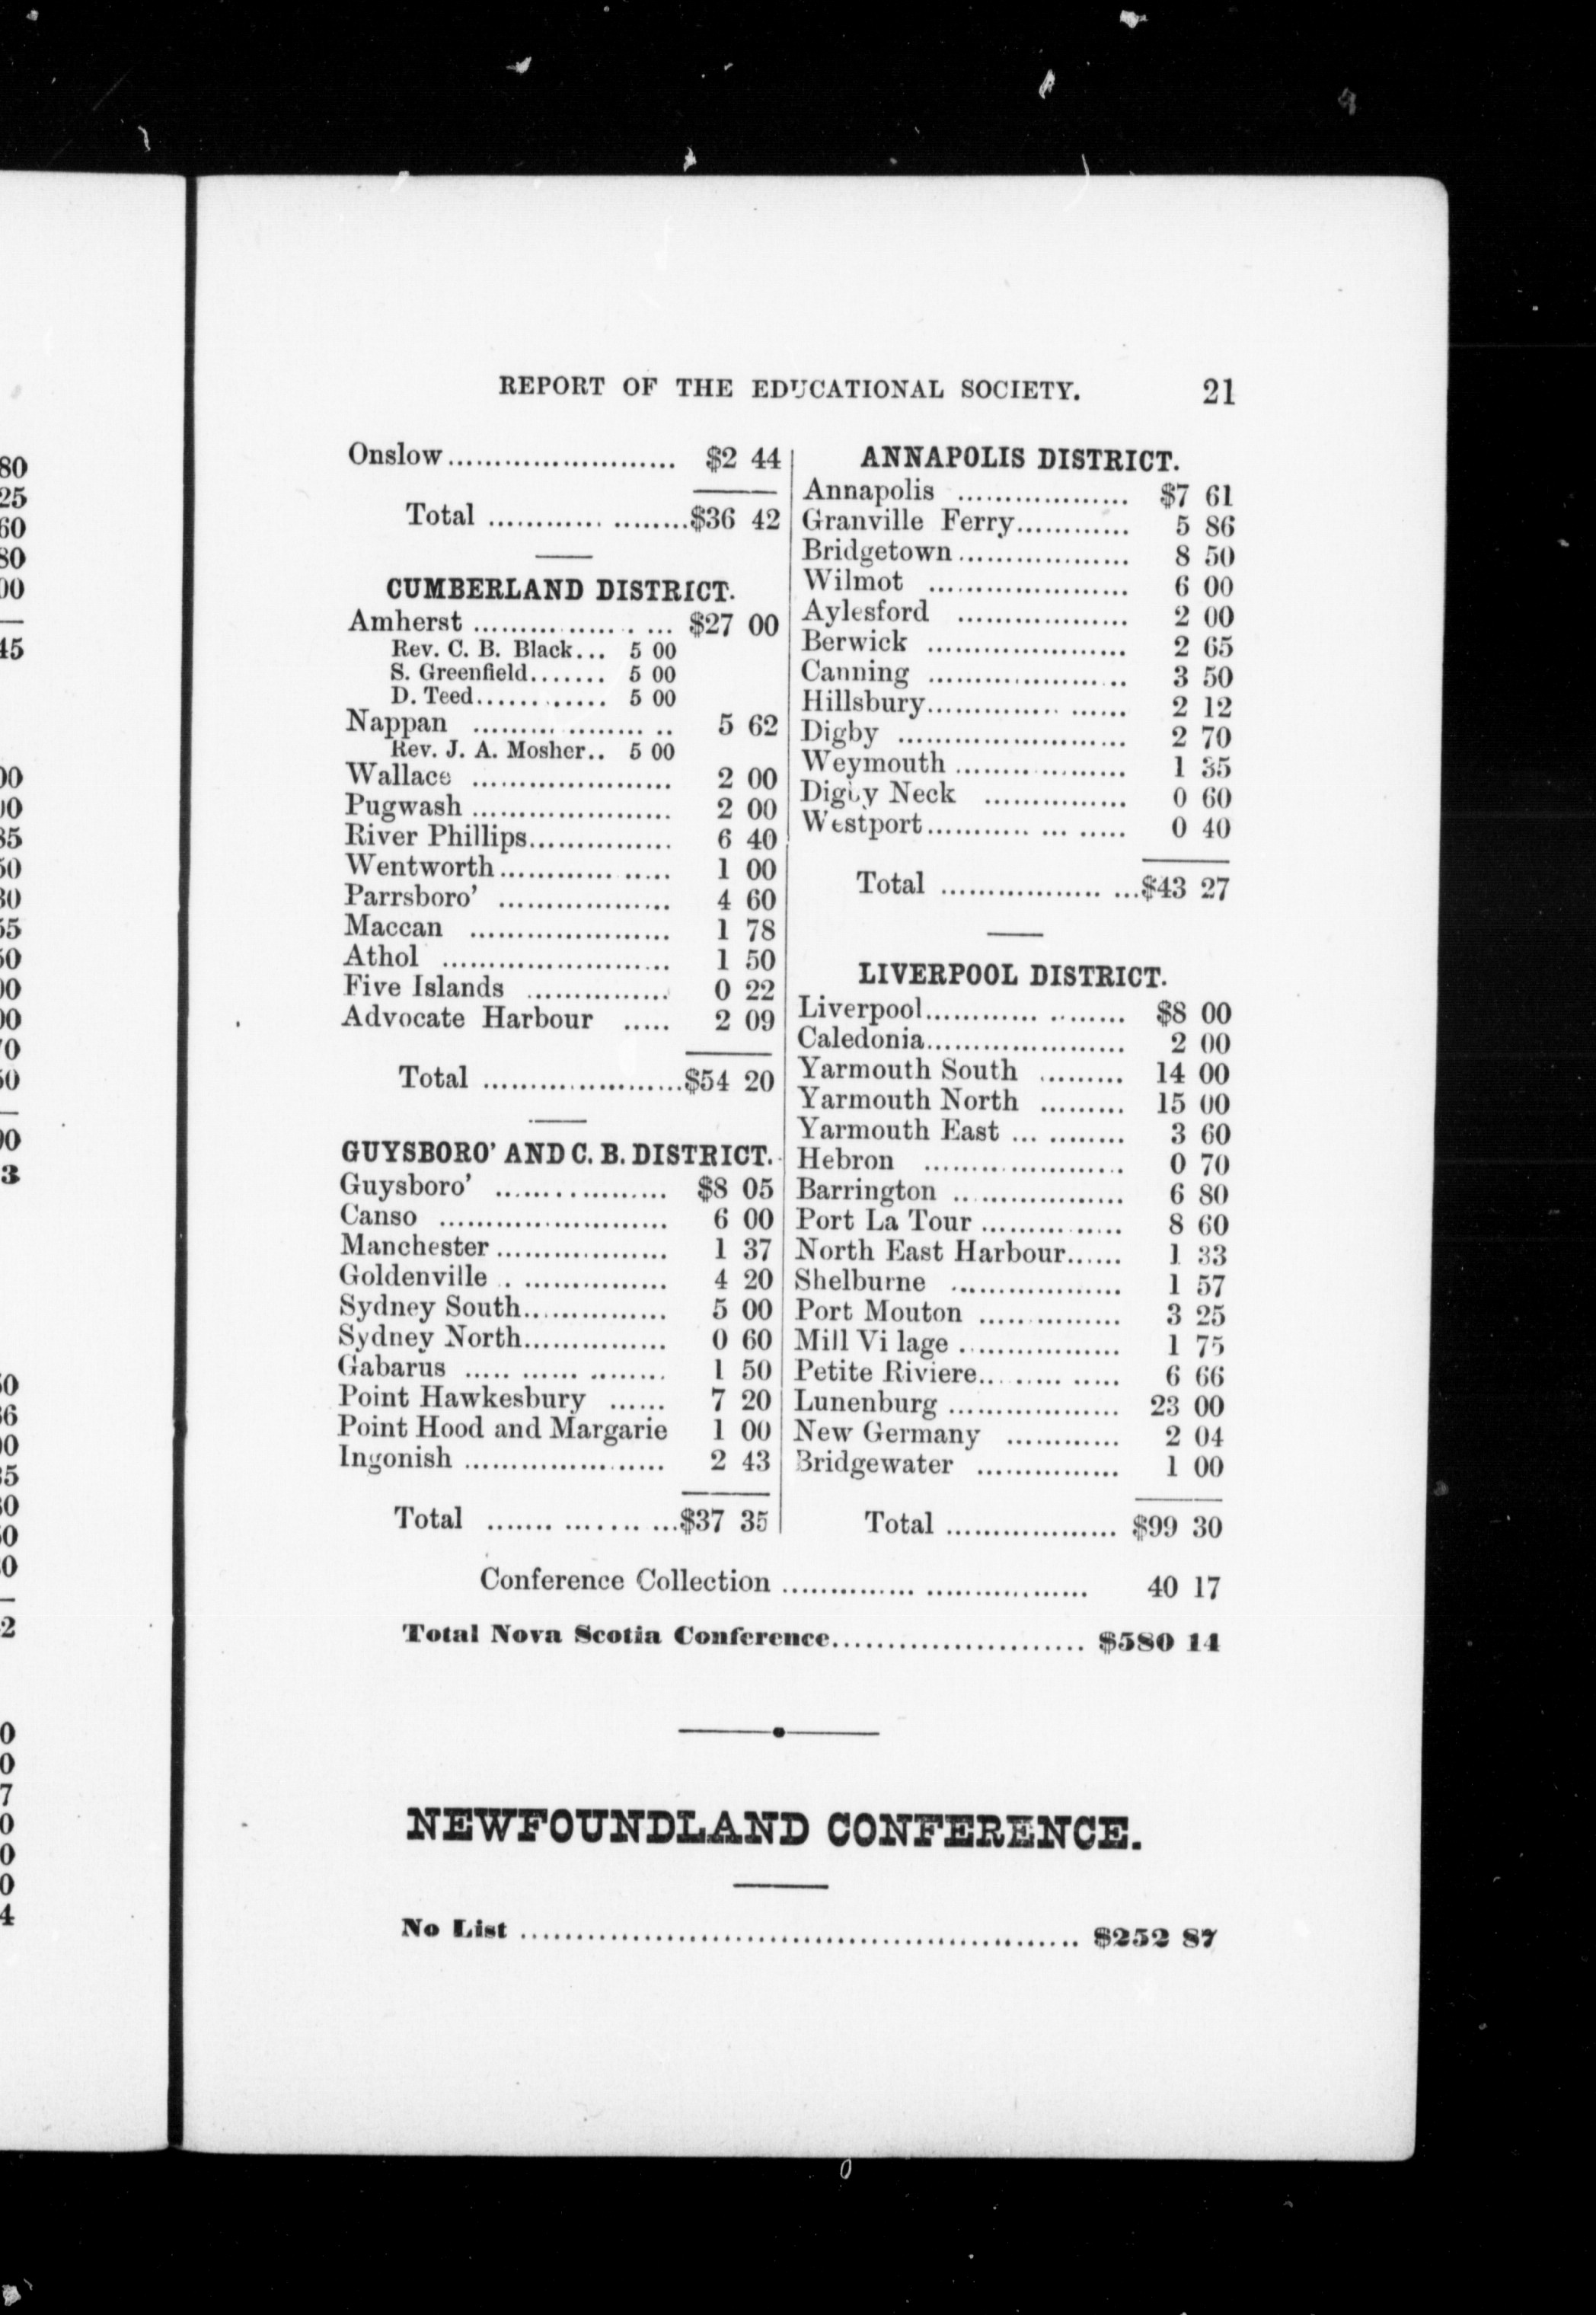 REPORT OF THE EDUCATIONAL SOCIETY. 21
Onslow........................ $2 44
Total ............ ........$36 42
CUMBERLAND DISTRICT.
Amherst ................. . ... $27 00
Rev. C. B. Black... 5 00
S. Greenfield....... 5 00
D. Teed............. 5 00
Nappan .................. .. 5 62
Rev. J. A. Mosher.. 5 00
Wallace ..................... 2 00
Pugwash ..................... 2 00
River Phillips............... 6 40
Wentworth............ ..... 1 00
Parrsboro' .................. 4 60
Maccan ..................... 1 78
Athol ........................ 1 50
Five Islands ............... 0 22
Advocate Harbour ..... 2 09
Total .....................$54 20
GUYSBORO' AND C. B. DISTRICT.
Guysboro' .................. $8 05
Canso ........................ 6 00
Manchester.................. 1 37
Goldenville . ............... 4 20
Sydney South............... 5 00
Sydney North............... 0 60
Gabarus ..... ...... ........ 1 50
Point Hawkesbury ...... 7 20
Point Hood and Margarie 1 00
Ingonish ..................... 2 43
Total ....... ........ ...$37 35
ANNAPOLIS DISTRICT.
Annapolis .................. $7 61
Granville Ferry............ 5 86
Bridgetown.................. 8 50
Wilmot ..................... 6 00
Aylesford .................. 2 00
Berwick ..................... 2 65
Canning ..................... 3 50
Hillsbury.............. ...... 2 12
Digby ........................ 2 70
Weymouth .................. 1 35
Digby Neck ............... 0 60
Westport........... ... ..... 0 40
Total ................. ...$43 27
LIVERPOOL DISTRICT.
Liverpool............ ........ $8 00
Caledonia..................... 2 00
Yarmouth South ......... 14 00
Yarmouth North ......... 15 00
Yarmouth East ... ........ 3 60
Hebron ..................... 0 70
Barrington .................. 6 80
Port La Tour ............... 8 60
North East Harbour...... 1 33
Shelburne .................. 1 57
Port Mouton ............... 3 25
Mill Vi lage ................. 1 75
Petite Riviere......... ..... 6 66
Lunenburg .................. 23 00
New Germany ............ 2 04
Bridgewater ............... 1 00
Total .................. $99 30
Conference Collection .............. ................. 40 17
Total Nova Scotia Conference....................... $580 14
NEWFOUNDLAND CONFERENCE.
No List .................................................... $252 87